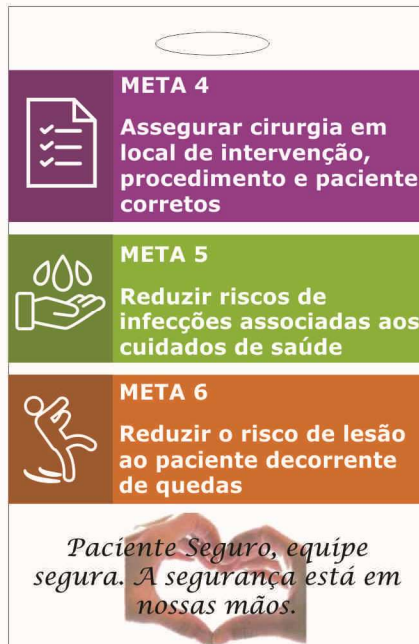 META 4
Assegurar cirurgia em
local de intervenção,
procedimento e paciente
corretos
META 5
Reduzir riscos de
infecções associadas aos
cuidados de saúde
META 6
Reduzir o risco de lesão
ao paciente decorrente
de quedas
Paciente Seguro, equipe
segura. A segurança está em
nossas mãos.